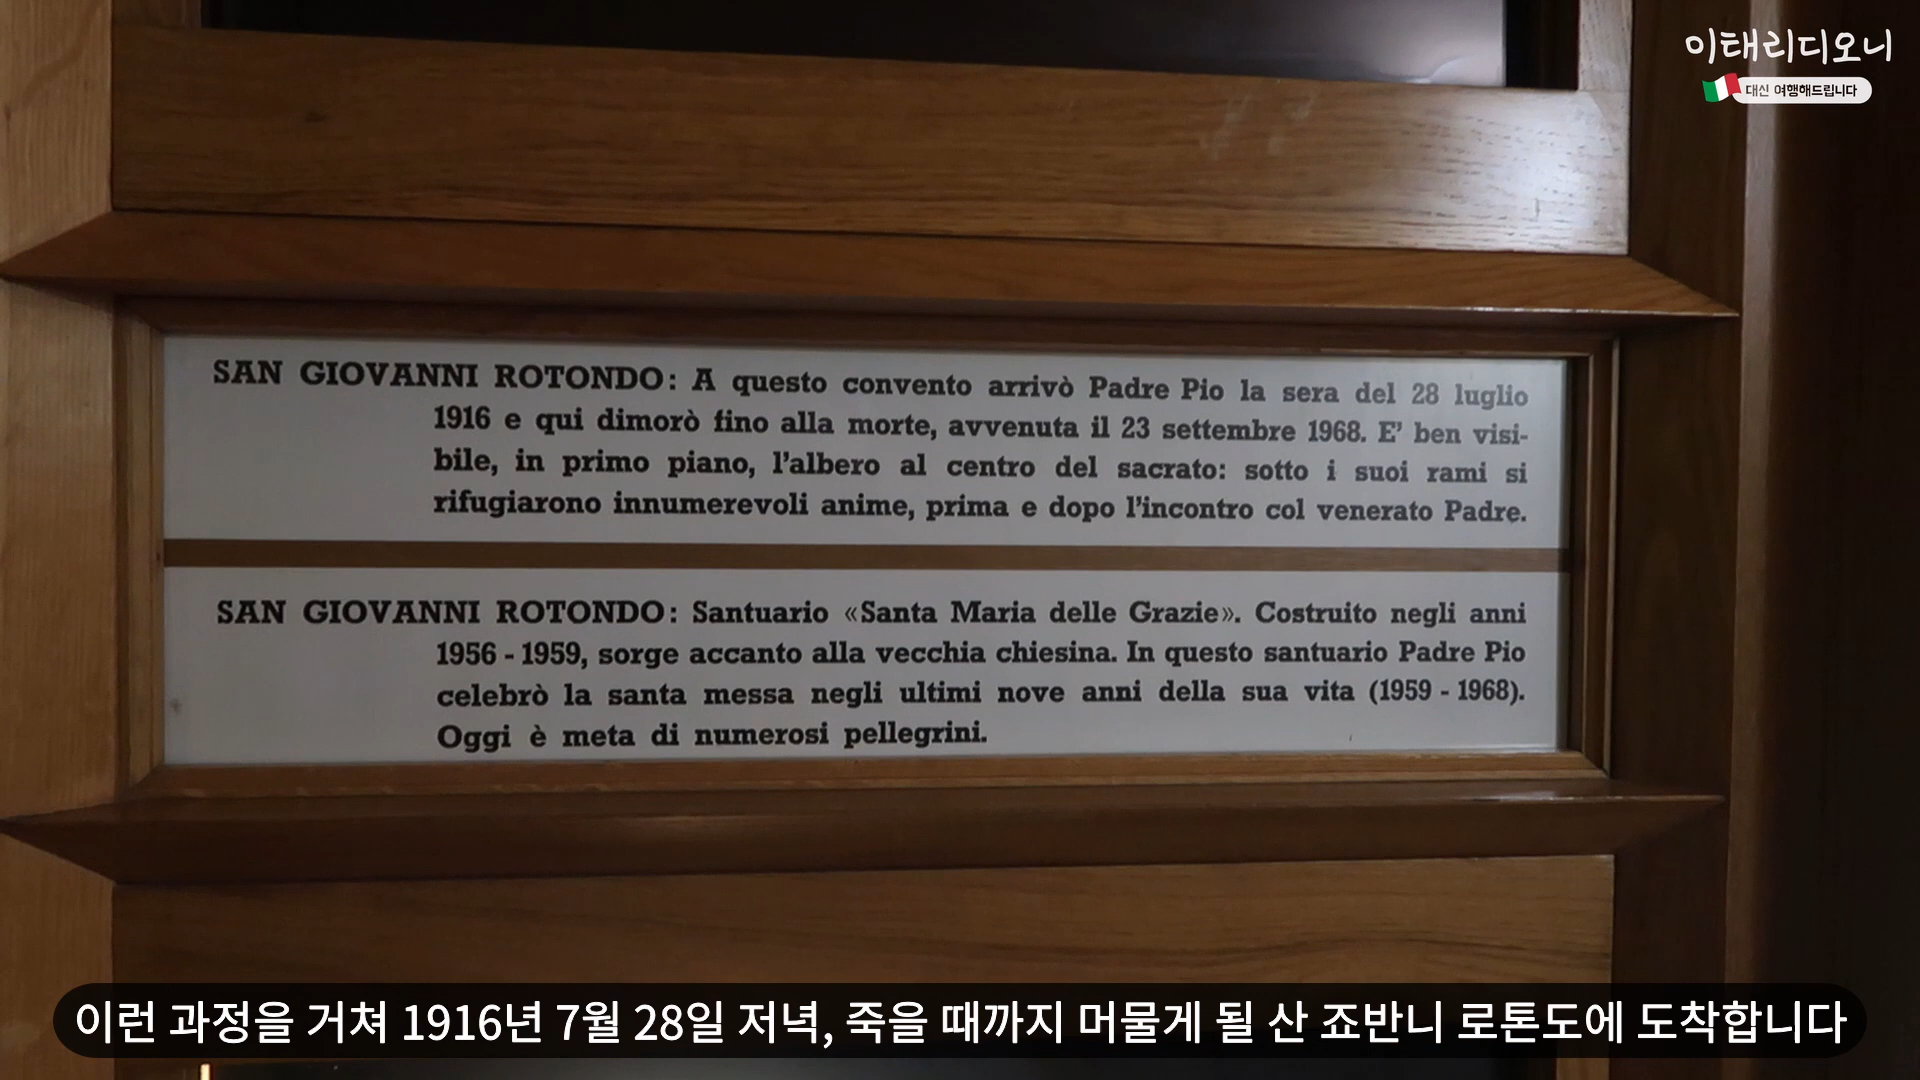 이태리디오니
대신 여행해드립니다
SAN GIOVANNI ROTONDO: A questo convento arrivò Padre Pio la sera del 28 luglio
1916 e qui dimorò fino alla morte, avvenuta il 23 settembre 1968. E' ben visi-
bile, in primo piano, l'albero al centro del sacrato: sotto i suoi rami si
rifugiarono innumerevoli anime, prima e dopo l'incontro col venerato Padre.
SAN GIOVANNI ROTONDO: Santuario «Santa Maria delle Grazie». Costruito negli anni
1956 - 1959, sorge accanto alla vecchia chiesina. In questo santuario Padre Pio
celebrò la santa messa negli ultimi nove anni della sua vita (1959 - 1968).
Oggi è meta di numerosi pellegrini.
이런 과정을 거쳐 1916년 7월 28일 저녁, 죽을 때까지 머물게 될 산 죠반니 로톤도에 도착합니다